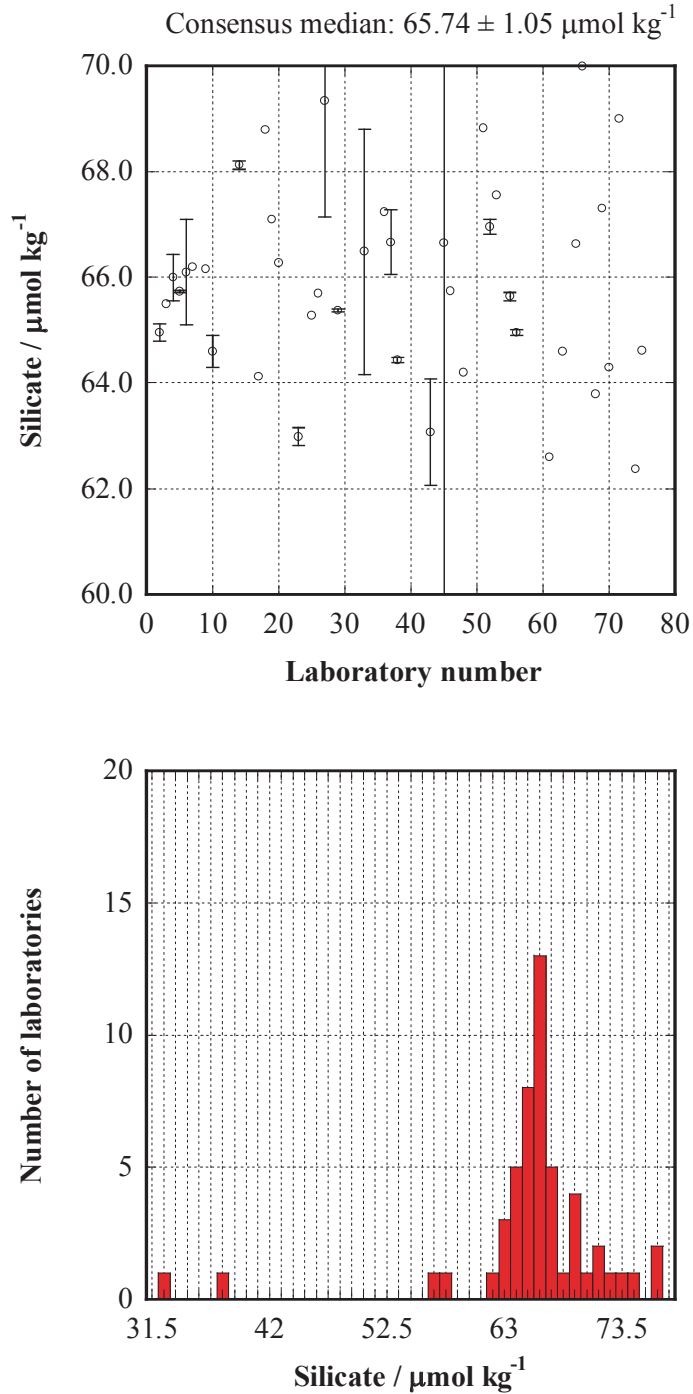 Consensus median: 65.74 ± 1.05 μmol kg⁻¹
70.0
68.0
66.0
64.0
62.0
60.0
Silicate / μmol kg⁻¹
0 10 20 30 40 50 60 70 80
Laboratory number
20
15
10
5
0
Number of laboratories
31.5 42 52.5 63 73.5
Silicate / μmol kg⁻¹